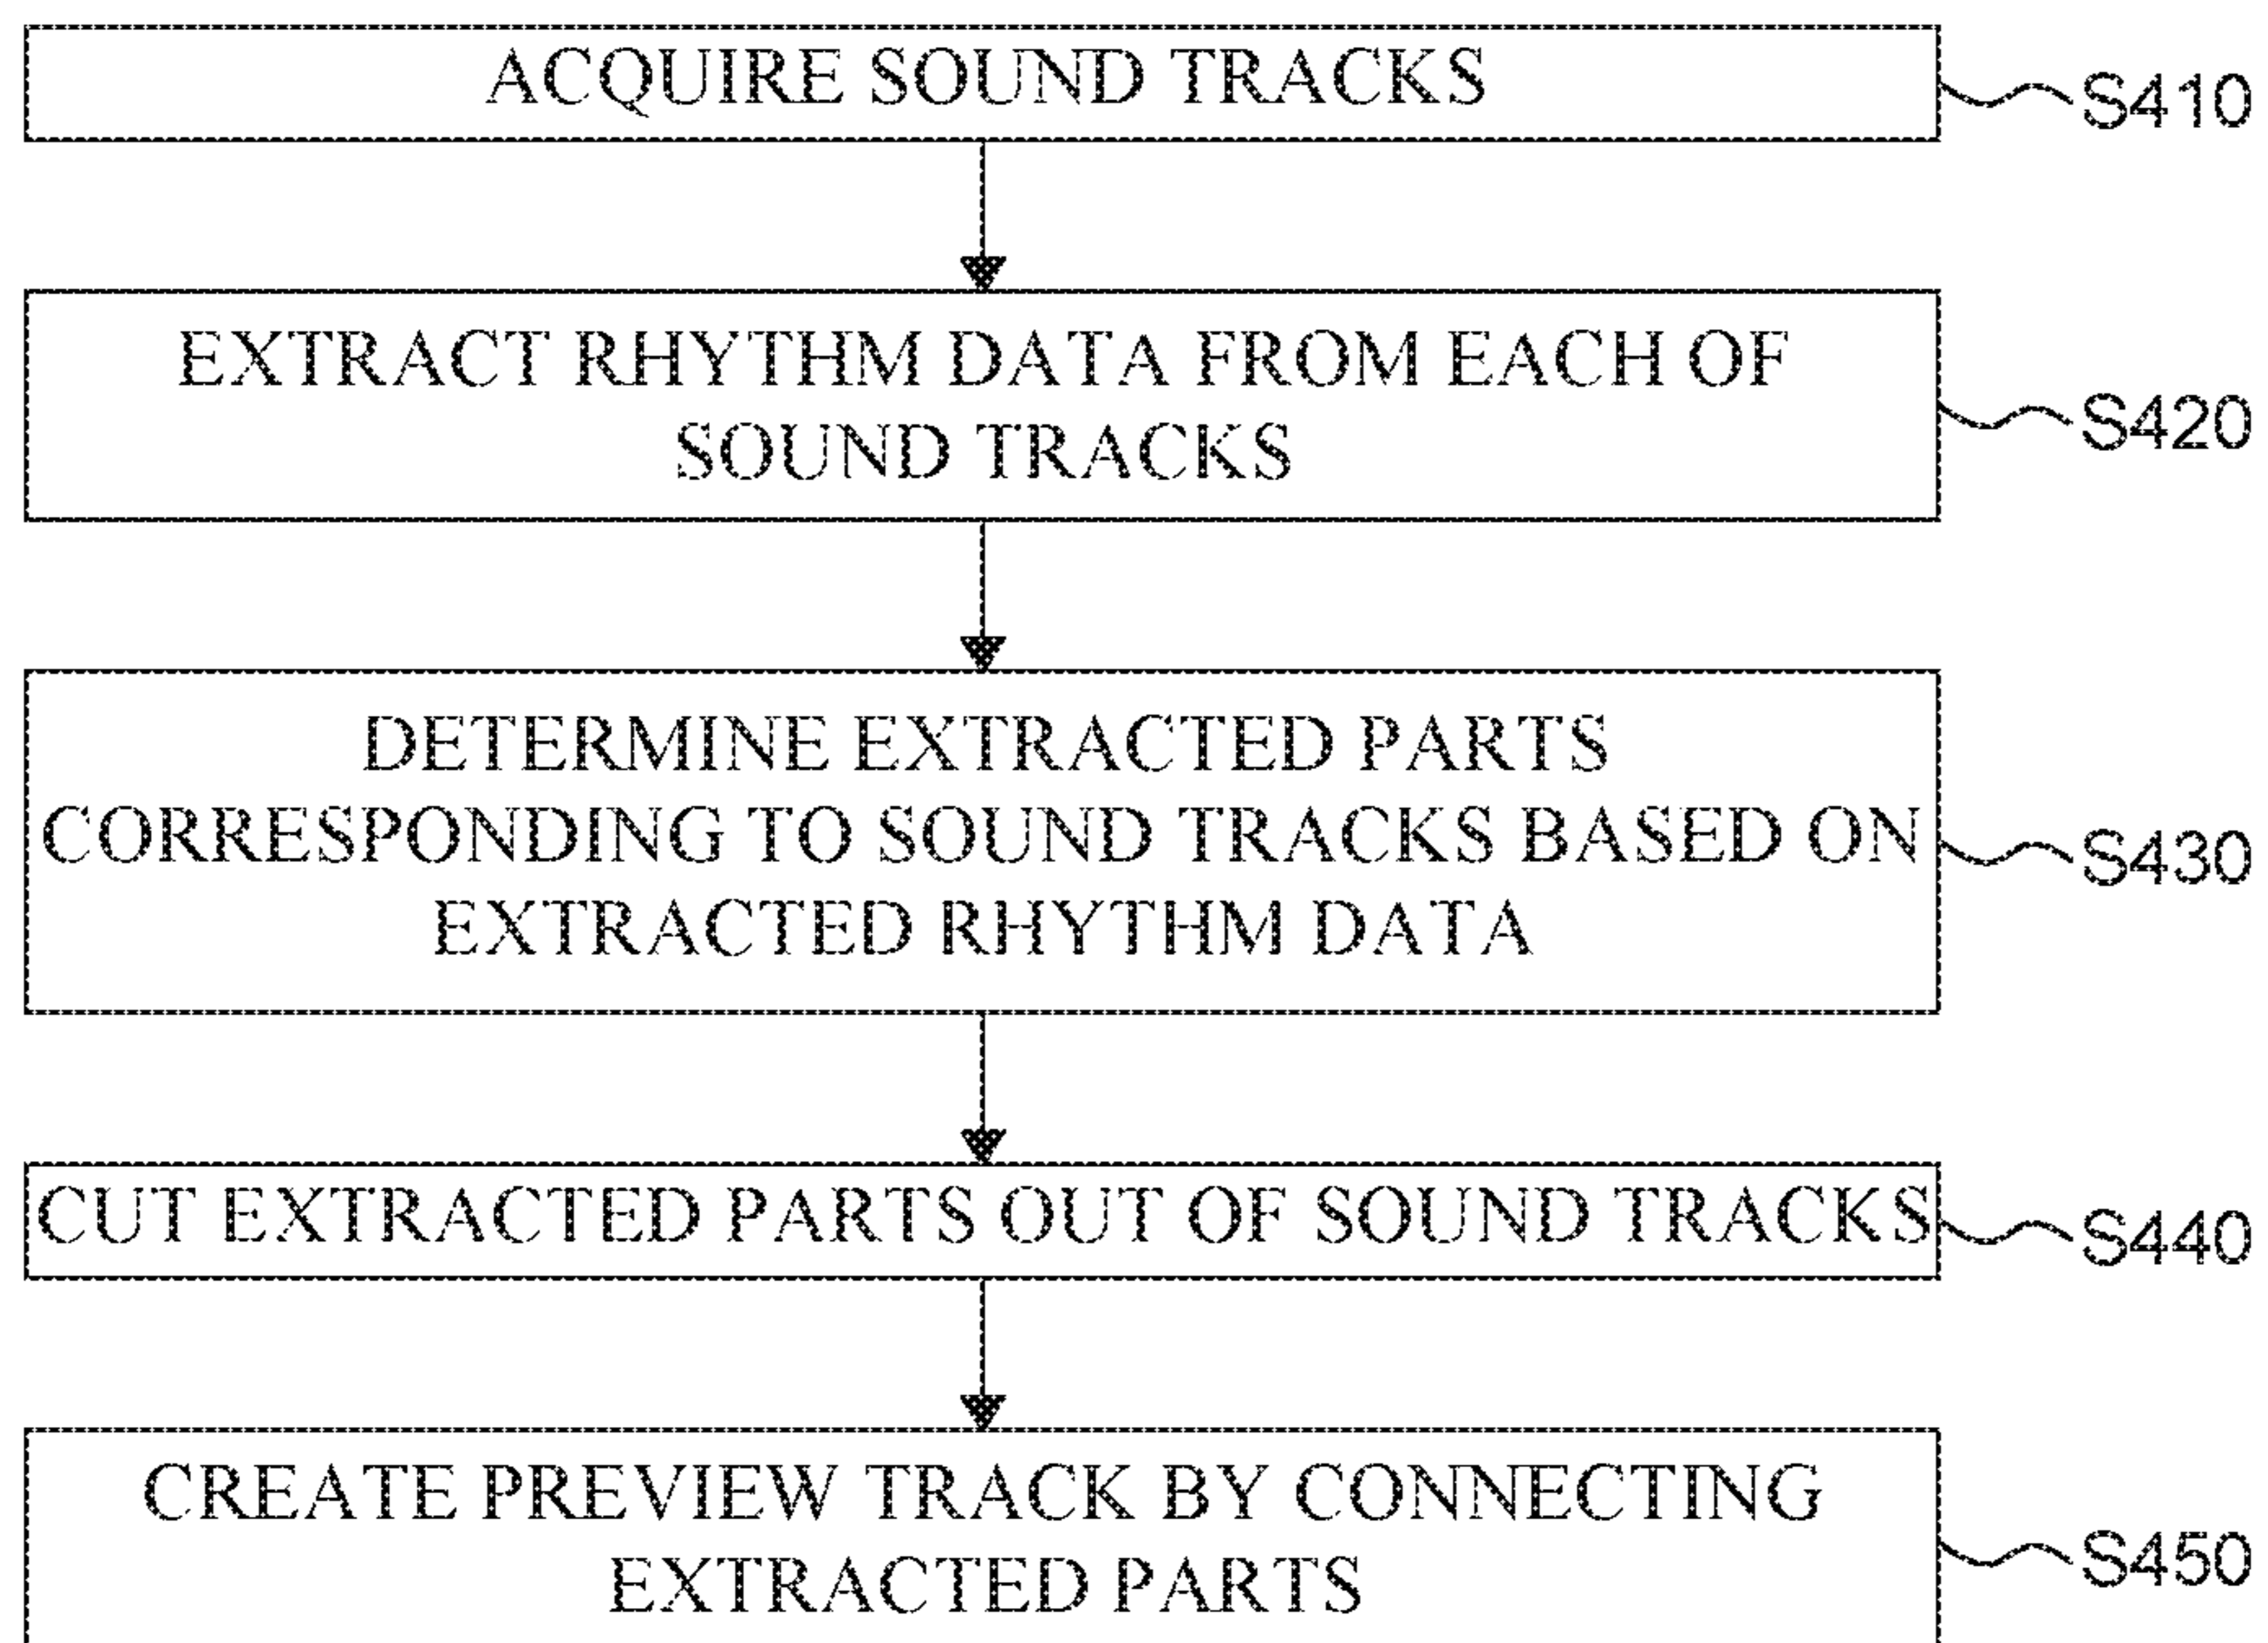 ACQUIRE SOUND TRACKS
S410
EXTRACT RHYTHM DATA FROM EACH OF
SOUND TRACKS
S420
DETERMINE EXTRACTED PARTS
CORRESPONDING TO SOUND TRACKS BASED ON
EXTRACTED RHYTHM DATA
S430
CUT EXTRACTED PARTS OUT OF SOUND TRACKS
S440
CREATE PREVIEW TRACK BY CONNECTING
EXTRACTED PARTS
S450